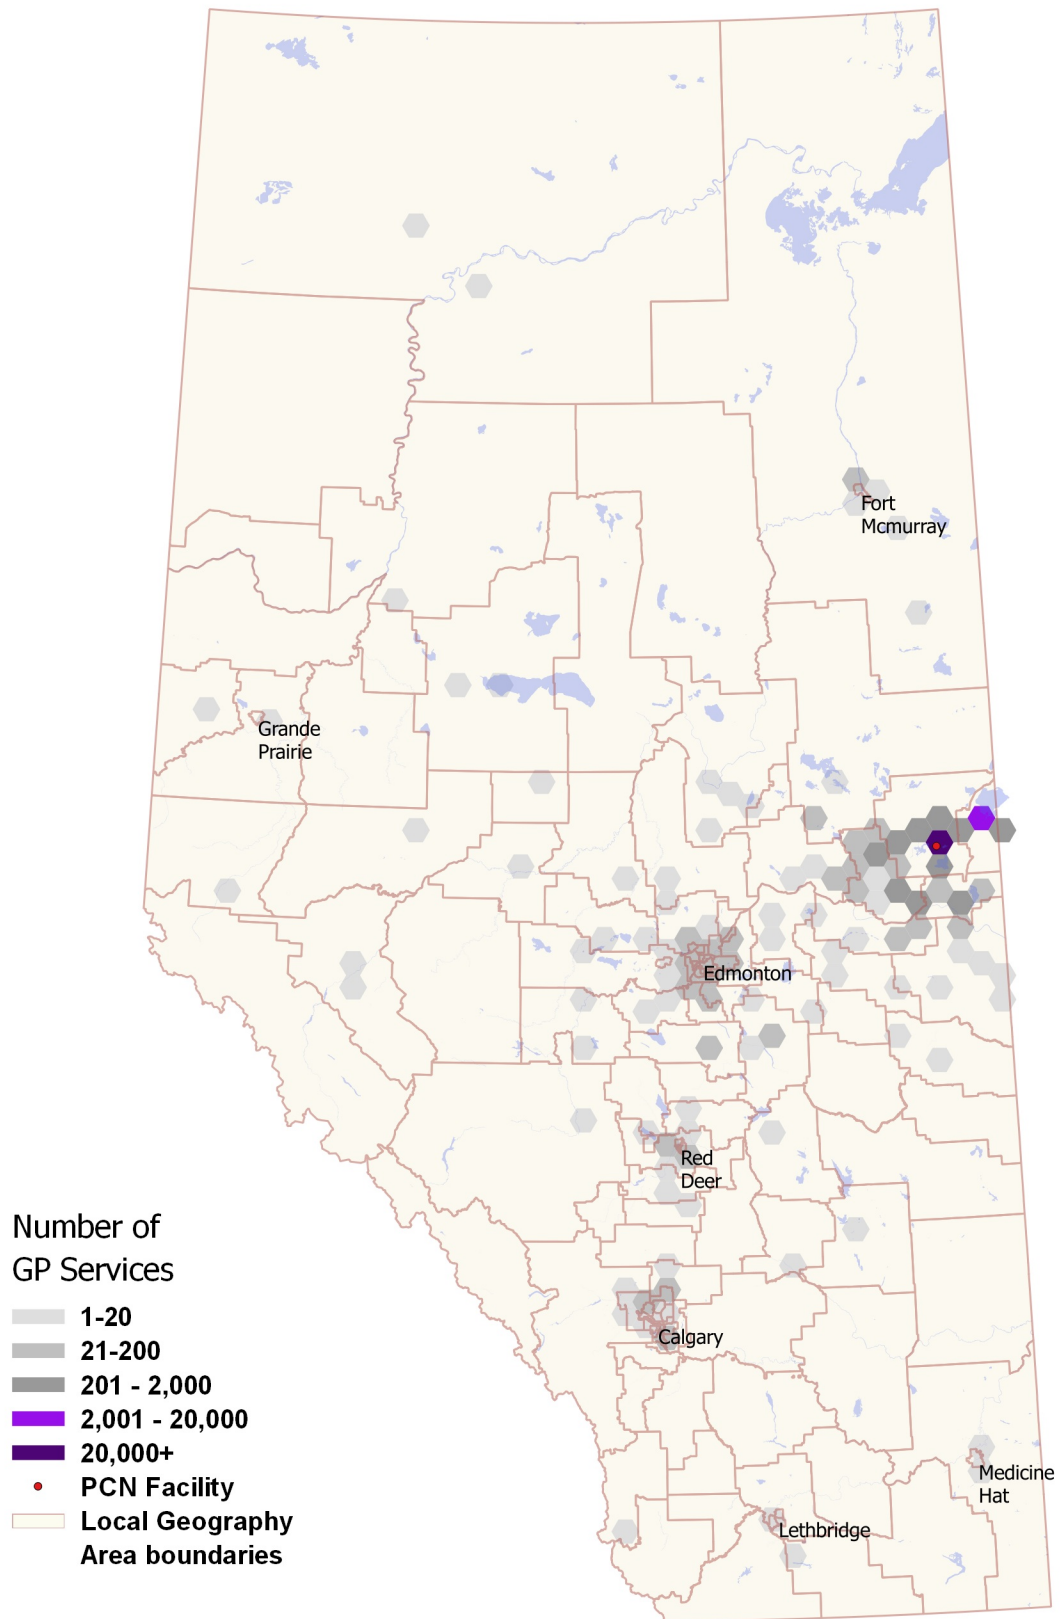 Fort
Mcmurray
Grande
Prairie
Edmonton
Red
Deer
Number of
GP Services
1-20
21-200
201 - 2,000
2,001 - 20,000
20,000+
PCN Facility
Local Geography
Area boundaries
Calgary
Medicine
Hat
Lethbridge